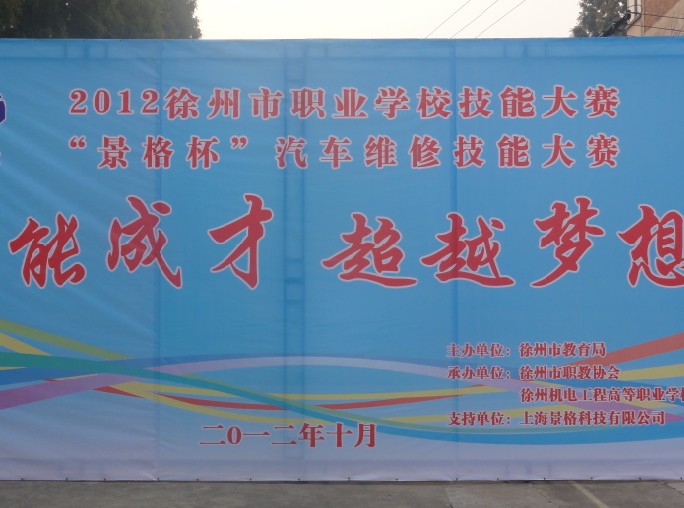 2012徐州市职业学校技能大赛
“景格杯”汽车维修技能大赛
能成才 超越梦想
主办单位：徐州市教育局
承办单位：徐州市职教协会
徐州机电工程高等职业学校
支持单位：上海景格科技有限公司
二〇一二年十月